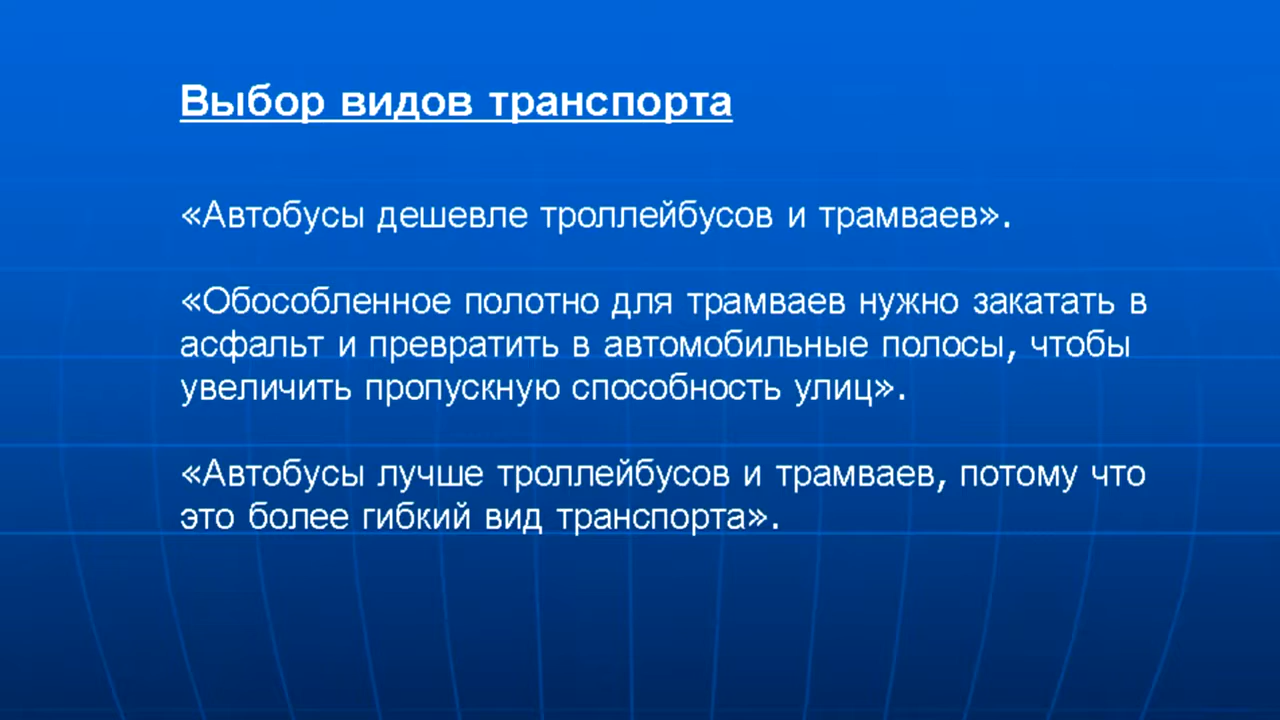 Выбор видов транспорта
«Автобусы дешевле троллейбусов и трамваев».
«Обособленное полотно для трамваев нужно закатать в
асфальт и превратить в автомобильные полосы, чтобы
увеличить пропускную способность улиц».
«Автобусы лучше троллейбусов и трамваев, потому что
это более гибкий вид транспорта».